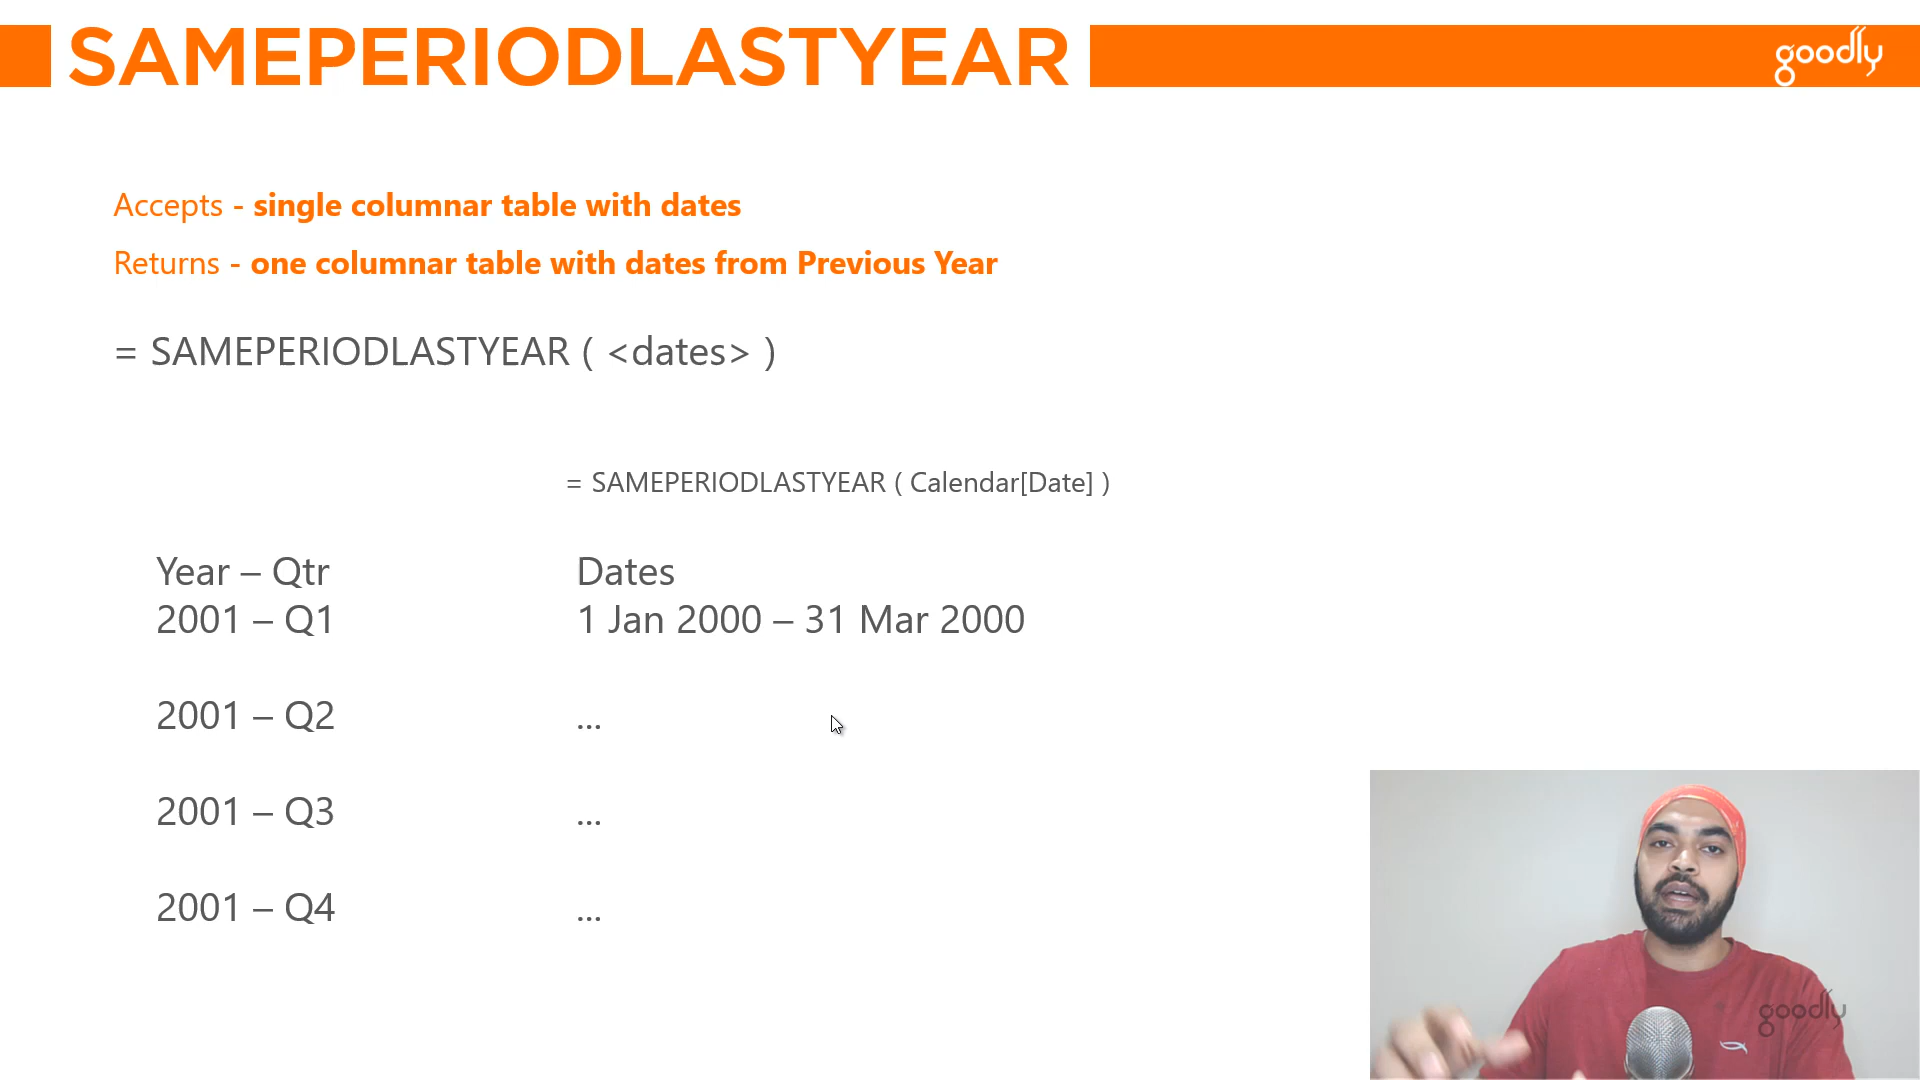 SAMEPERIODLASTYEAR
goodly
Accepts - single columnar table with dates
Returns - one columnar table with dates from Previous Year
= SAMEPERIODLASTYEAR ( <dates> )
= SAMEPERIODLASTYEAR ( Calendar[Date] )
Year – Qtr Dates
2001 – Q1 1 Jan 2000 – 31 Mar 2000
2001 – Q2 ...
2001 – Q3 ...
2001 – Q4 ...
goodly